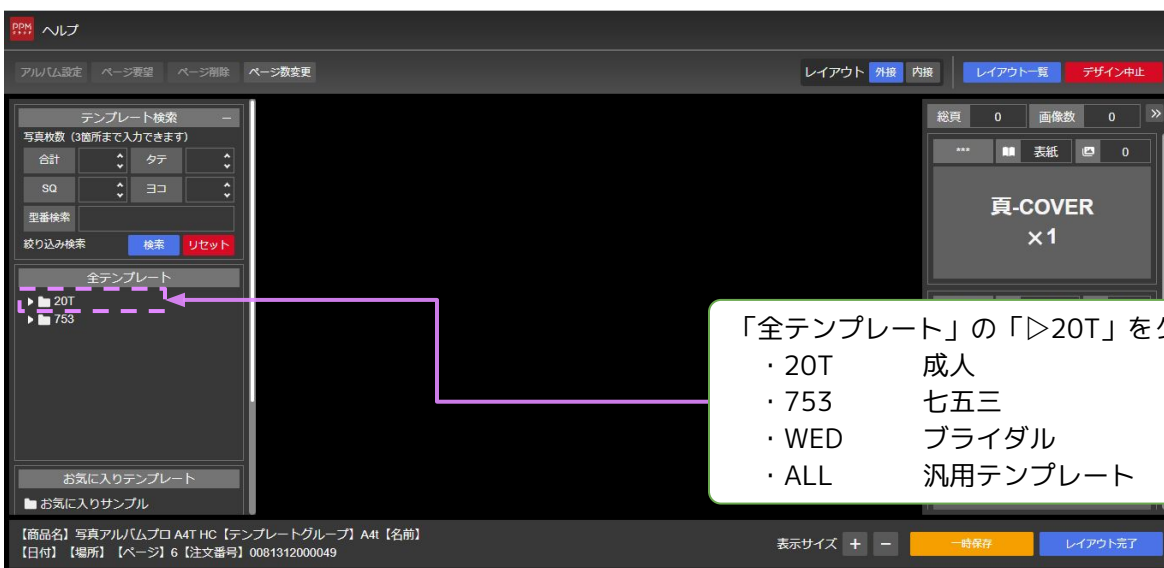 PPM ヘルプ
アルバム設定 ページ要望 ページ削除 ページ数変更 レイアウト 外接 内接 レイアウト一覧 デザイン中止
テンプレート検索 −
写真枚数（3箇所まで入力できます）
合計 タテ
SQ ヨコ
型番検索
絞り込み検索 検索 リセット
全テンプレート
20T
753
お気に入りテンプレート
お気に入りサンプル
総頁 0 画像数 0 »
*** 表紙 0
頁-COVER
×1
「全テンプレート」の「▷20T」を
・20T 成人
・753 七五三
・WED ブライダル
・ALL 汎用テンプレート
【商品名】写真アルバムプロ A4T HC【テンプレートグループ】A4t【名前】
【日付】【場所】【ページ】6【注文番号】0081312000049
表示サイズ + − 一時保存 レイアウト完了